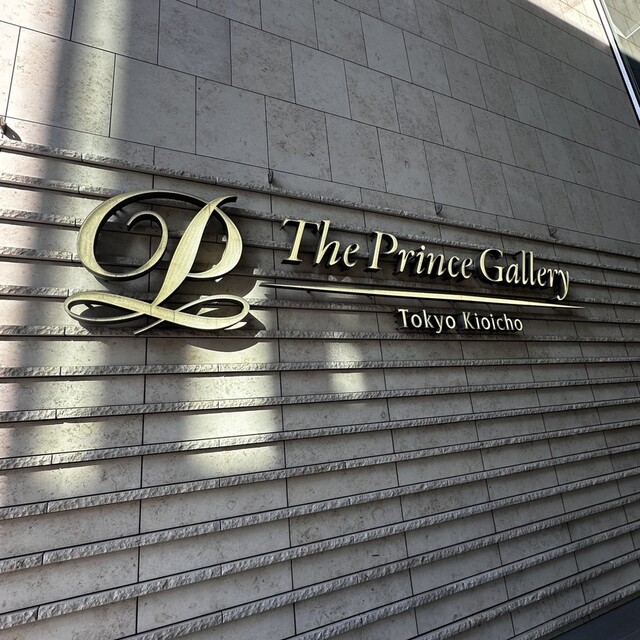 P
The Prince Gallery
Tokyo Kioicho